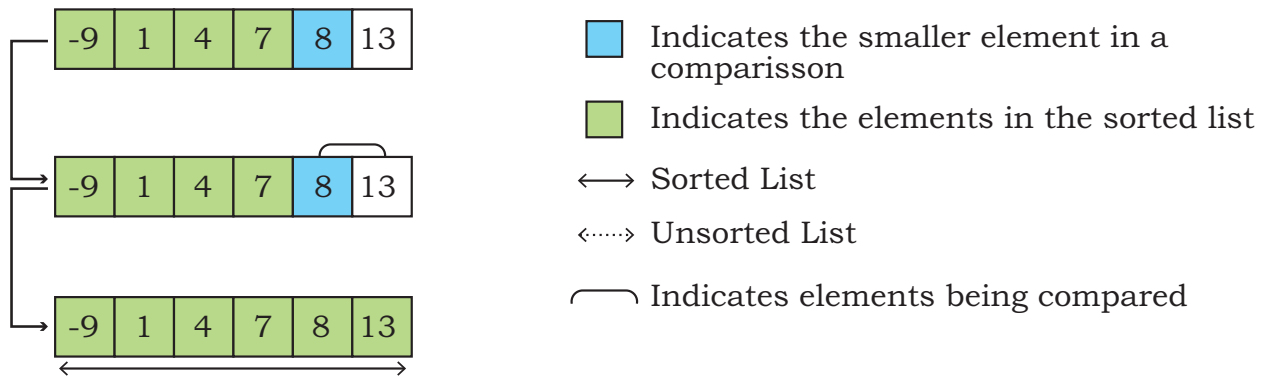 -9 1 4 7 8 13
-9 1 4 7 8 13
-9 1 4 7 8 13
Indicates the smaller element in a
comparisson
Indicates the elements in the sorted list
Sorted List
Unsorted List
Indicates elements being compared